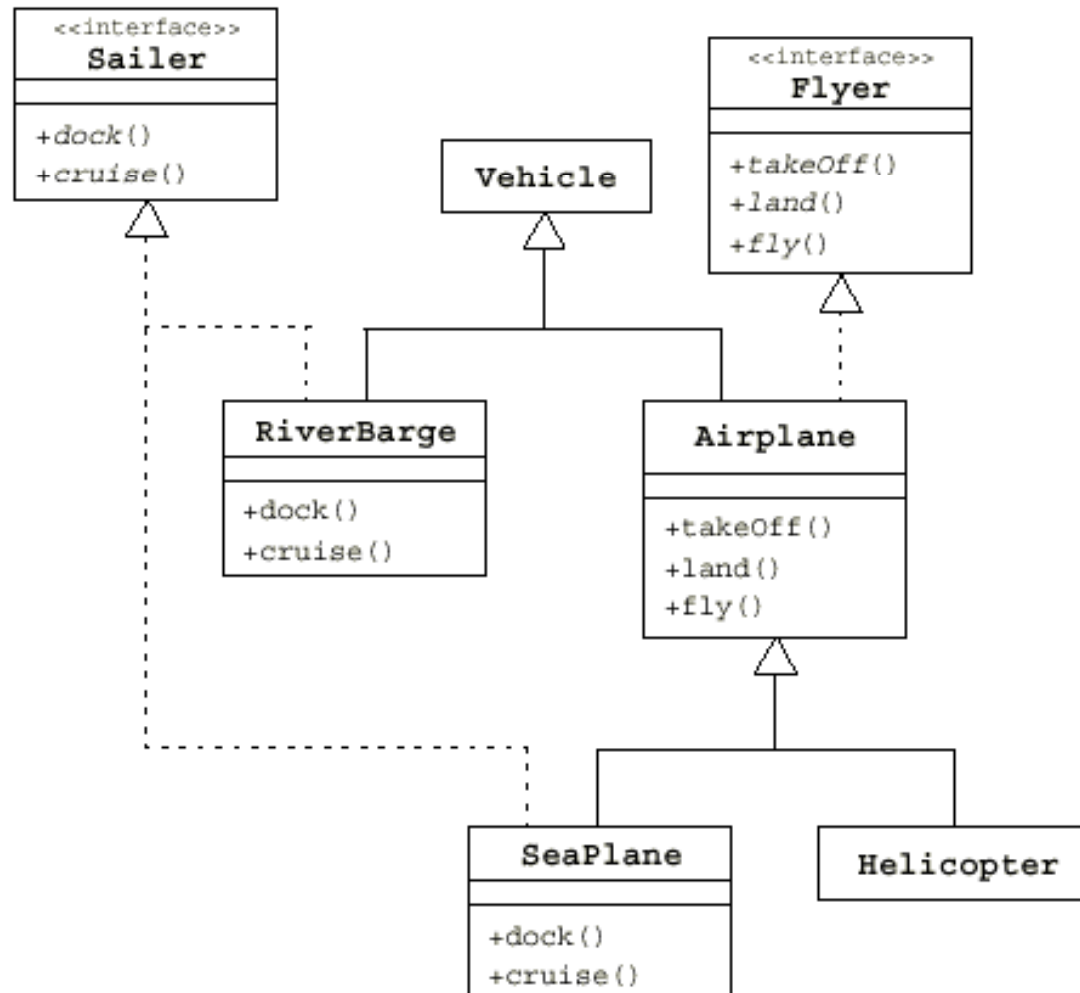 <<interface>>
Sailer
+dock()
+cruise()
<<interface>>
Flyer
+takeOff()
+land()
+fly()
Vehicle
RiverBarge
+dock()
+cruise()
Airplane
+takeOff()
+land()
+fly()
SeaPlane
+dock()
+cruise()
Helicopter